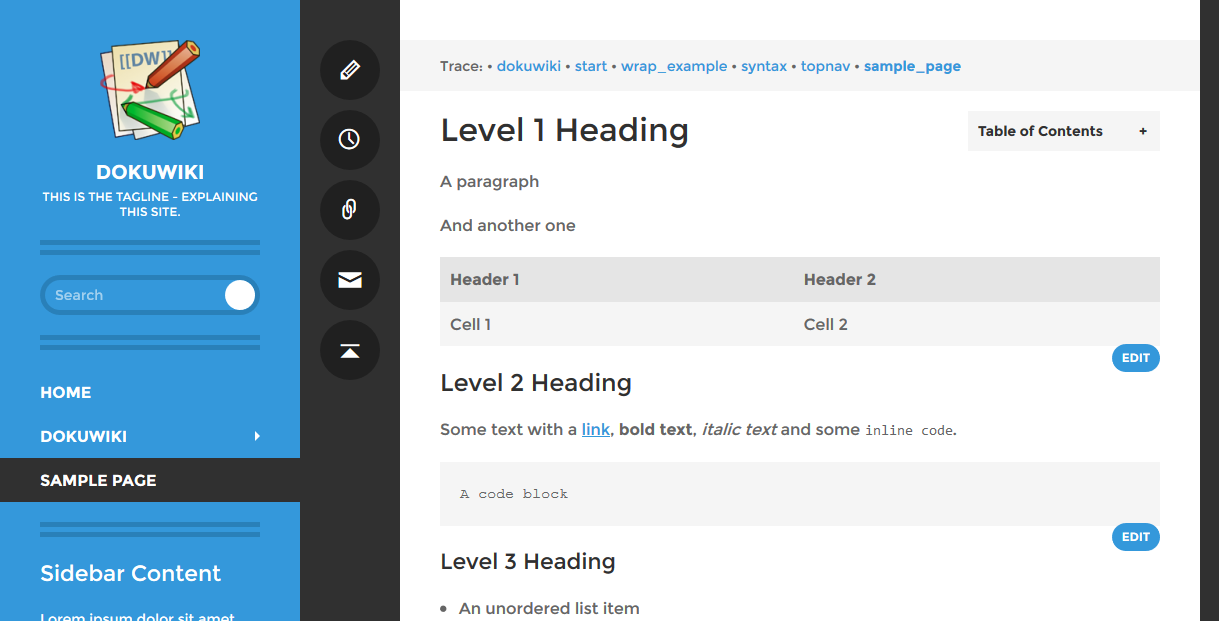 [[DW]]
DOKUWIKI
THIS IS THE TAGLINE - EXPLAINING
THIS SITE.
Search
HOME
DOKUWIKI
SAMPLE PAGE
Sidebar Content
Lorem ipsum dolor sit amet,
Trace: • dokuwiki • start • wrap_example • syntax • topnav • sample_page
Level 1 Heading
Table of Contents +
A paragraph
And another one
Header 1 Header 2
Cell 1 Cell 2
EDIT
Level 2 Heading
Some text with a link, bold text, italic text and some inline code.
A code block
EDIT
Level 3 Heading
• An unordered list item